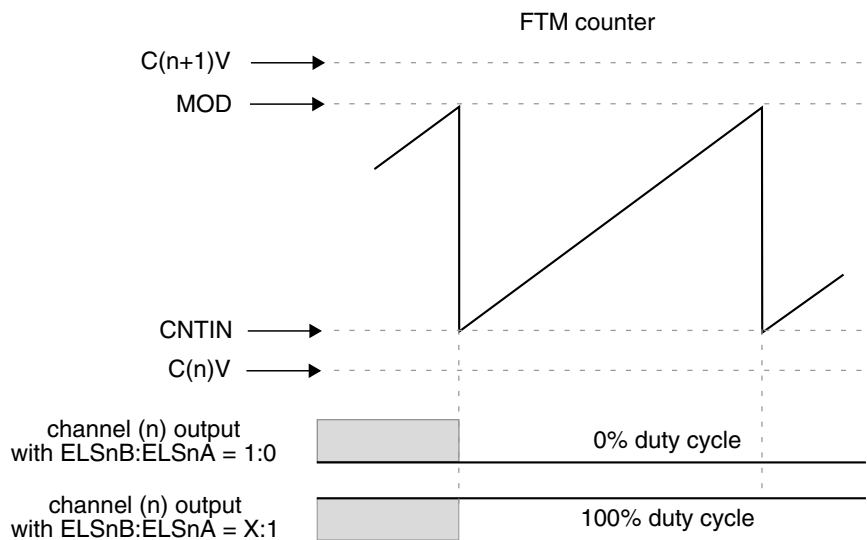 FTM counter
C(n+1)V
MOD
CNTIN
C(n)V
channel (n) output
with ELSnB:ELSnA = 1:0
0% duty cycle
channel (n) output
with ELSnB:ELSnA = X:1
100% duty cycle